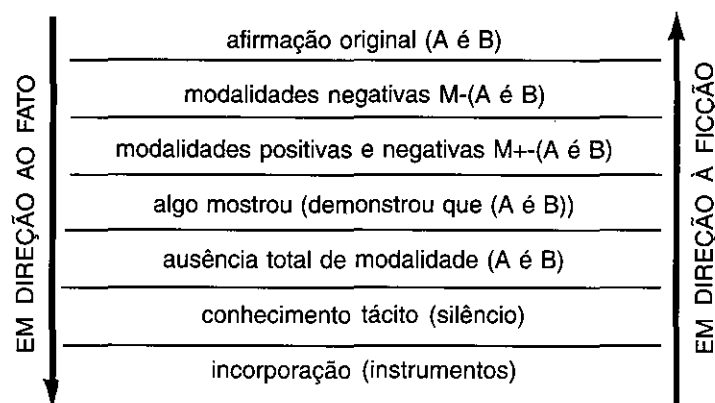 EM DIREÇÃO AO FATO
afirmação original (A é B)
modalidades negativas M-(A é B)
modalidades positivas e negativas M+-(A é B)
algo mostrou (demonstrou que (A é B))
ausência total de modalidade (A é B)
conhecimento tácito (silêncio)
incorporação (instrumentos)
EM DIREÇÃO À FICÇÃO